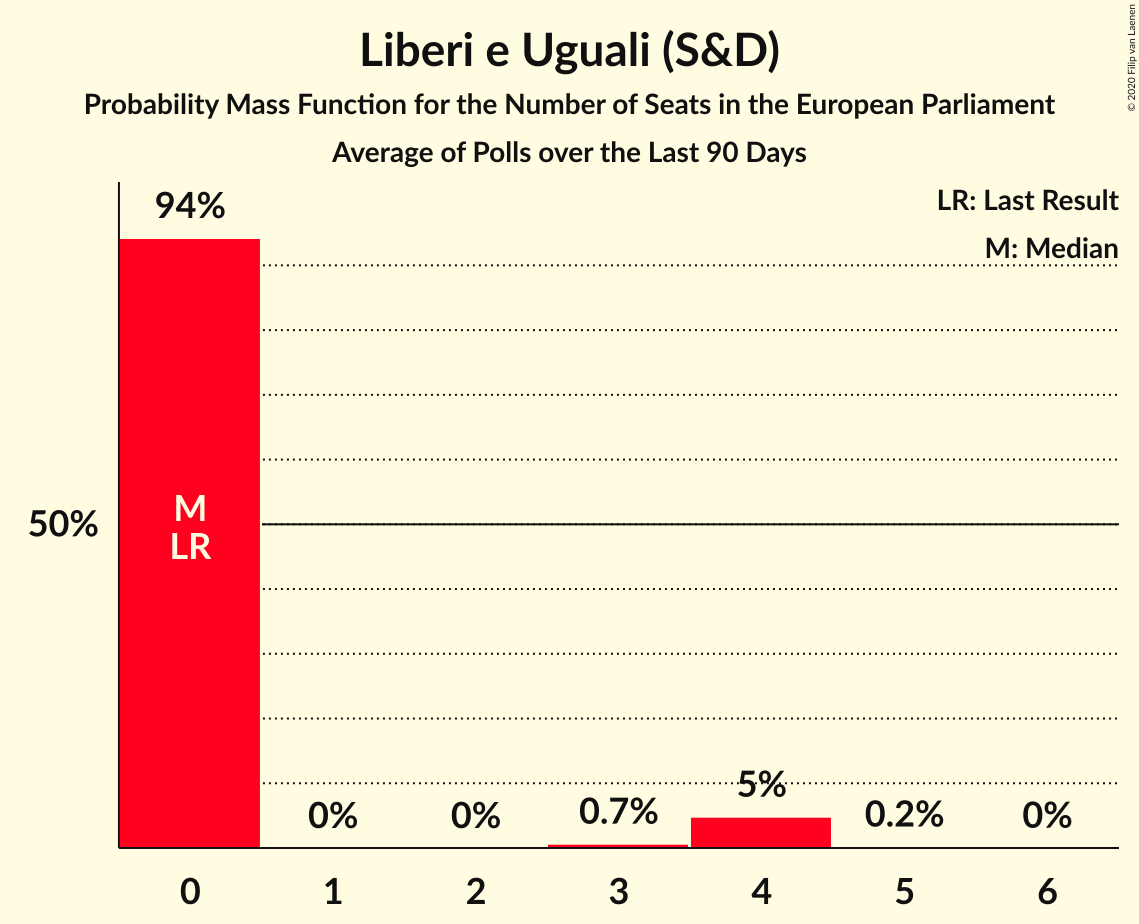 Liberi e Uguali (S&D)
Probability Mass Function for the Number of Seats in the European Parliament
Average of Polls over the Last 90 Days
© 2020 Filip van Laenen
LR: Last Result
M: Median
94%
50%
M
LR
0%
0%
0.7%
5%
0.2%
0%
0
1
2
3
4
5
6